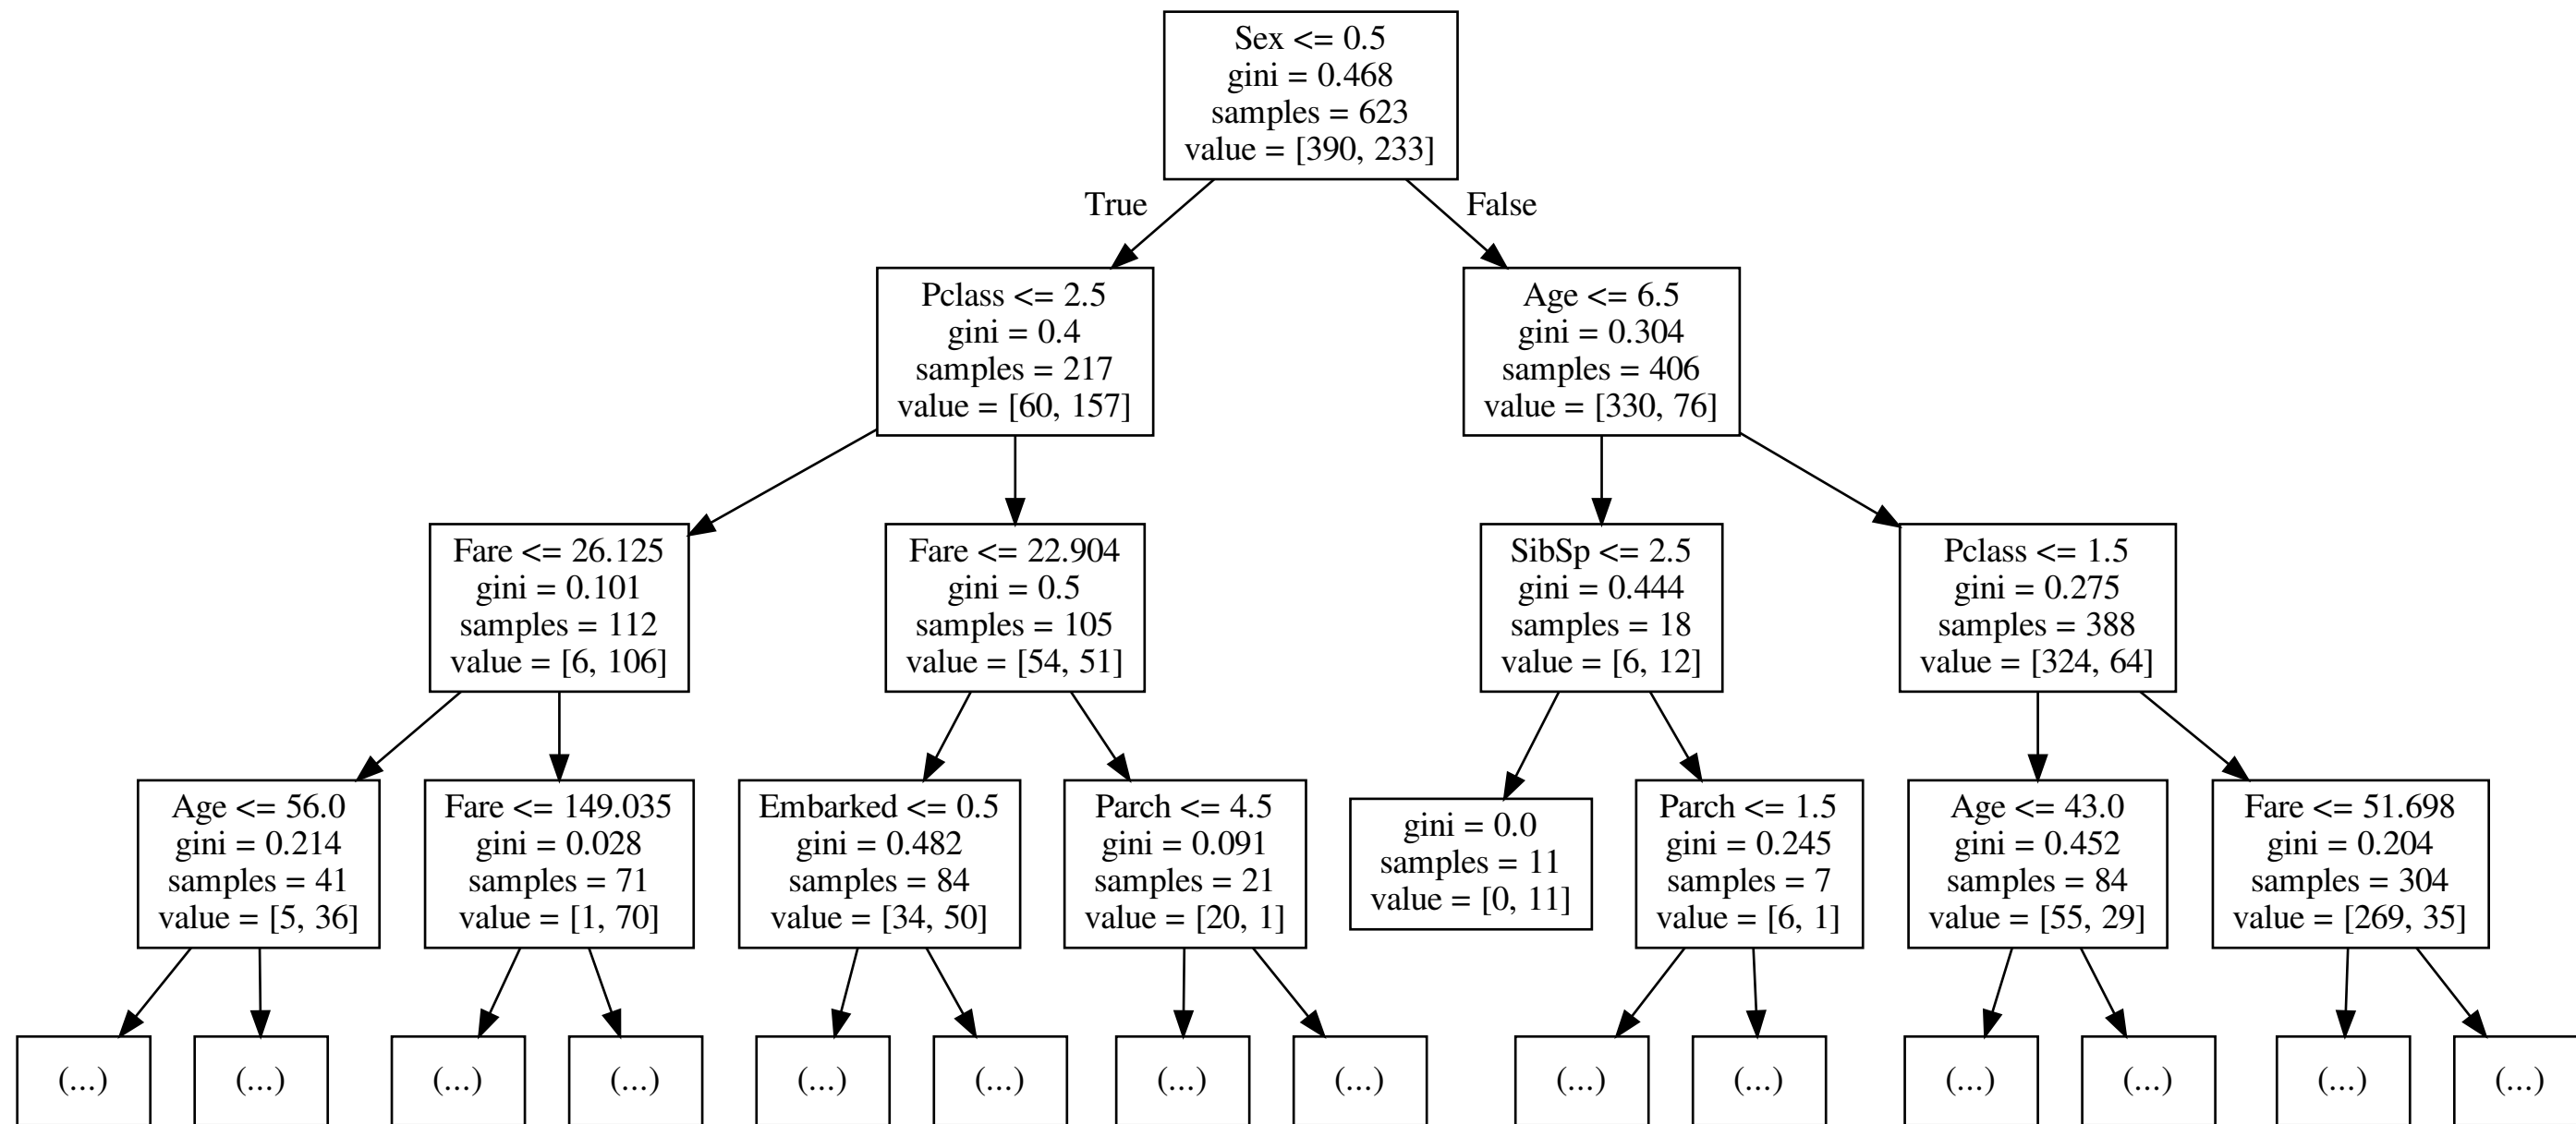 Sex <= 0.5
gini = 0.468
samples = 623
value = [390, 233]
True
False
Pclass <= 2.5
gini = 0.4
samples = 217
value = [60, 157]
Age <= 6.5
gini = 0.304
samples = 406
value = [330, 76]
Fare <= 26.125
gini = 0.101
samples = 112
value = [6, 106]
Fare <= 22.904
gini = 0.5
samples = 105
value = [54, 51]
SibSp <= 2.5
gini = 0.444
samples = 18
value = [6, 12]
Pclass <= 1.5
gini = 0.275
samples = 388
value = [324, 64]
Age <= 56.0
gini = 0.214
samples = 41
value = [5, 36]
Fare <= 149.035
gini = 0.028
samples = 71
value = [1, 70]
Embarked <= 0.5
gini = 0.482
samples = 84
value = [34, 50]
Parch <= 4.5
gini = 0.091
samples = 21
value = [20, 1]
gini = 0.0
samples = 11
value = [0, 11]
Parch <= 1.5
gini = 0.245
samples = 7
value = [6, 1]
Age <= 43.0
gini = 0.452
samples = 84
value = [55, 29]
Fare <= 51.698
gini = 0.204
samples = 304
value = [269, 35]
(...)
(...)
(...)
(...)
(...)
(...)
(...)
(...)
(...)
(...)
(...)
(...)
(...)
(...)